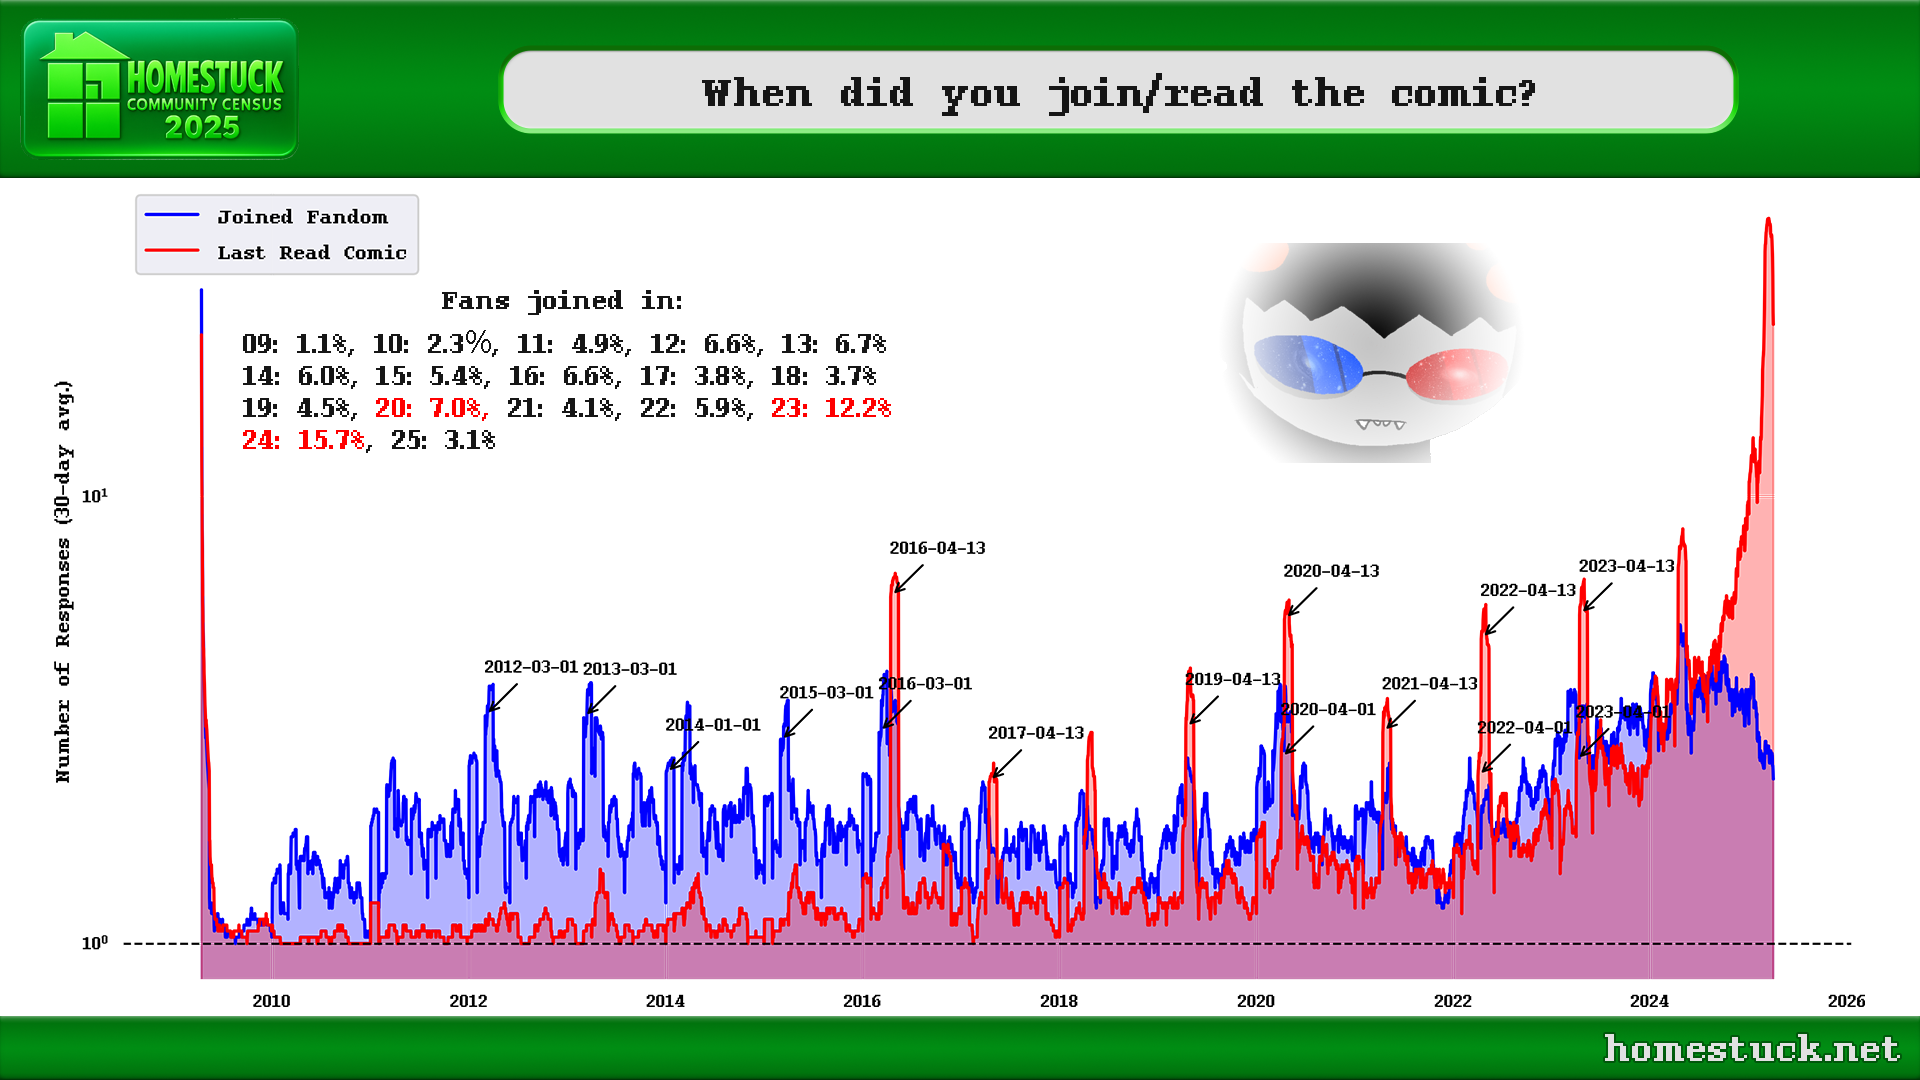 HOMESTUCK
COMMUNITY CENSUS
2025
When did you join/read the comic?
Joined Fandom
Last Read Comic
Fans joined in:
09: 1.1%, 10: 2.3%, 11: 4.9%, 12: 6.6%, 13: 6.7%
14: 6.0%, 15: 5.4%, 16: 6.6%, 17: 3.8%, 18: 3.7%
19: 4.5%, 20: 7.0%, 21: 4.1%, 22: 5.9%, 23: 12.2%
24: 15.7%, 25: 3.1%
Number of Responses (30-day avg.)
10¹
10⁰
2012-03-01
2013-03-01
2014-01-01
2015-03-01
2016-03-01
2016-04-13
2017-04-13
2019-04-13
2020-04-13
2020-04-01
2021-04-13
2022-04-13
2022-04-01
2023-04-13
2023-04-01
2010
2012
2014
2016
2018
2020
2022
2024
2026
homestuck.net